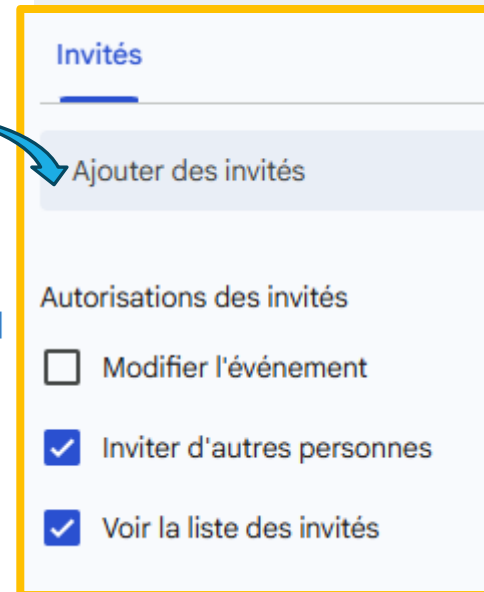 Invités
Ajouter des invités
Autorisations des invités
Modifier l'événement
Inviter d'autres personnes
Voir la liste des invités